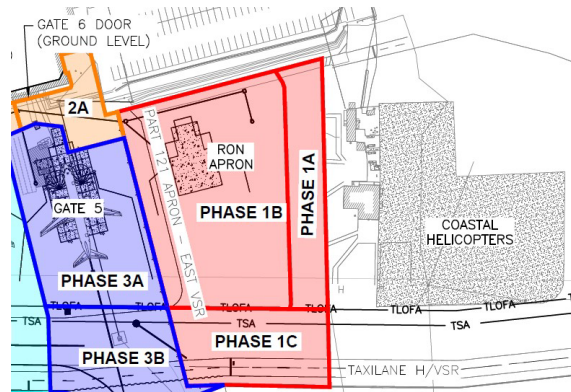 GATE 6 DOOR
(GROUND LEVEL)
2A
PART 121 APRON - EAST VSR
RON
APRON
PHASE 1A
PHASE 1B
GATE 5
COASTAL
HELICOPTERS
PHASE 3A
H
H
TLOFA
TLOFA
TLOFA
TLOFA
TLOFA
TLOFA
TSA
TSA
TSA
PHASE 1C
PHASE 3B
TAXILANE H/VSR